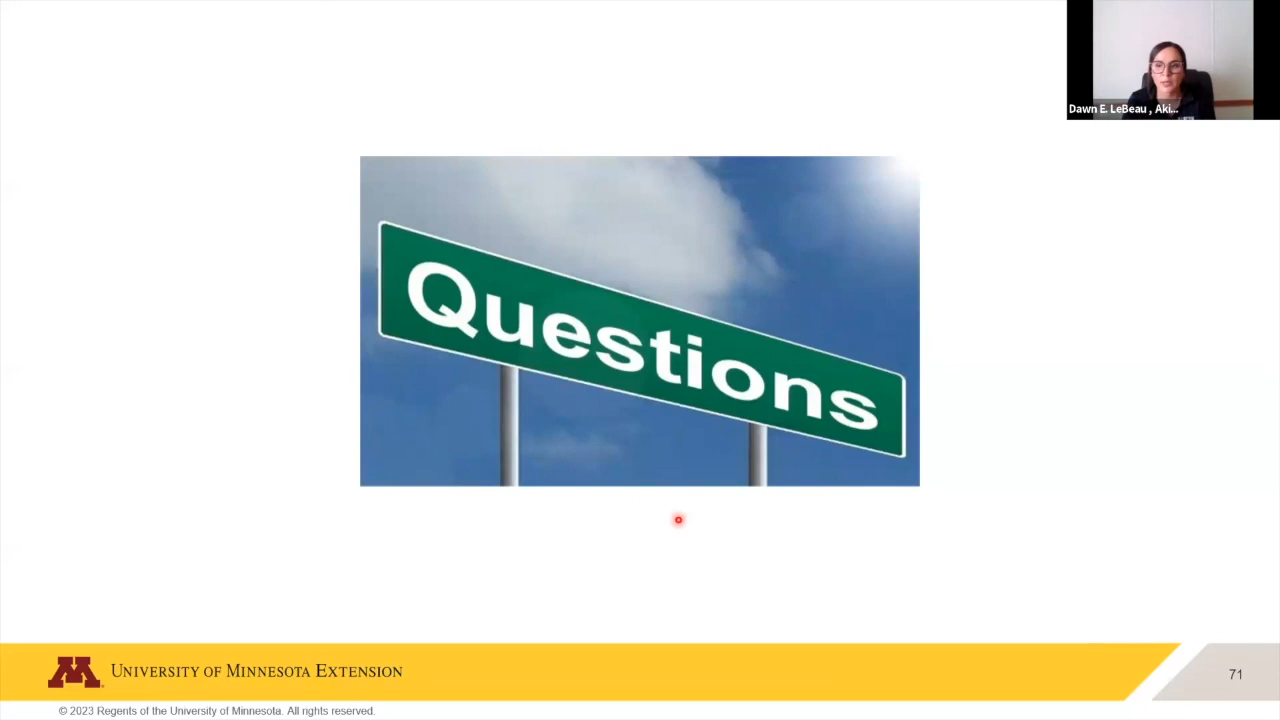 Dawn E. LeBeau , Aki...
Questions
M
UNIVERSITY OF MINNESOTA EXTENSION
71
© 2023 Regents of the University of Minnesota. All rights reserved.